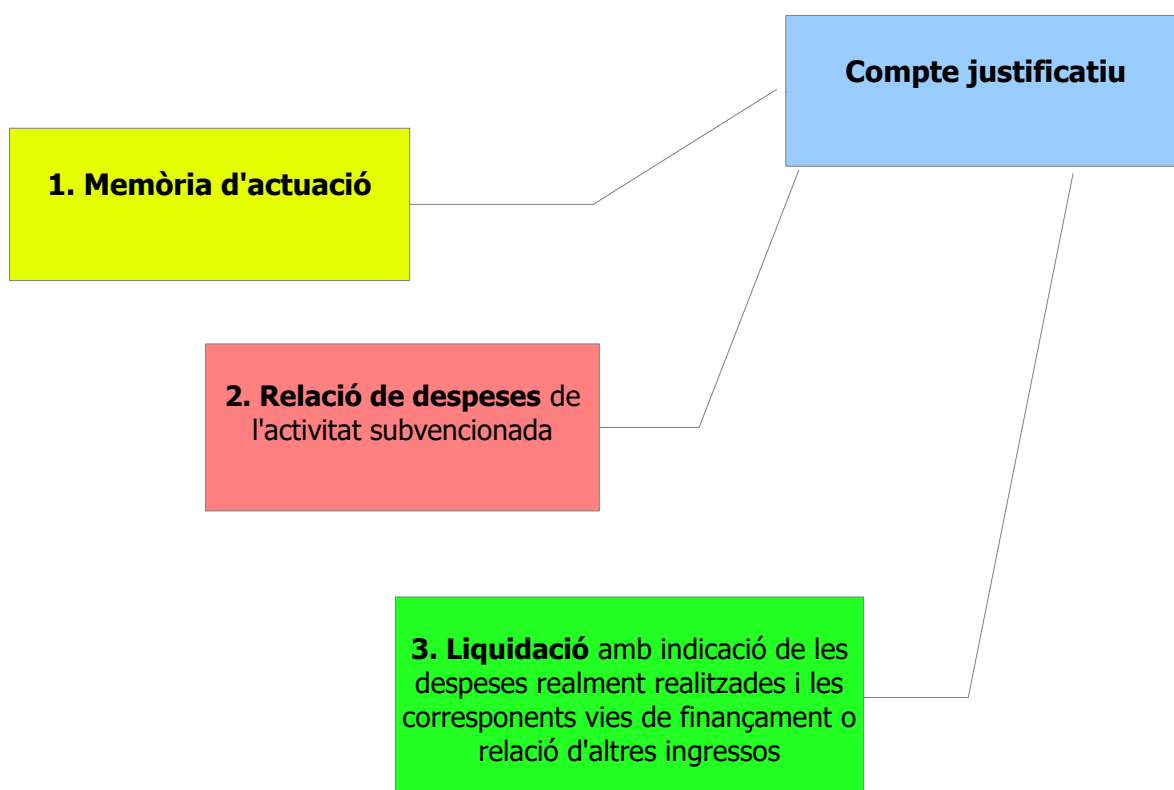 Compte justificatiu
1. Memòria d'actuació
2. Relació de despeses de
l'activitat subvencionada
3. Liquidació amb indicació de les
despeses realment realitzades i les
corresponents vies de finançament o
relació d'altres ingressos